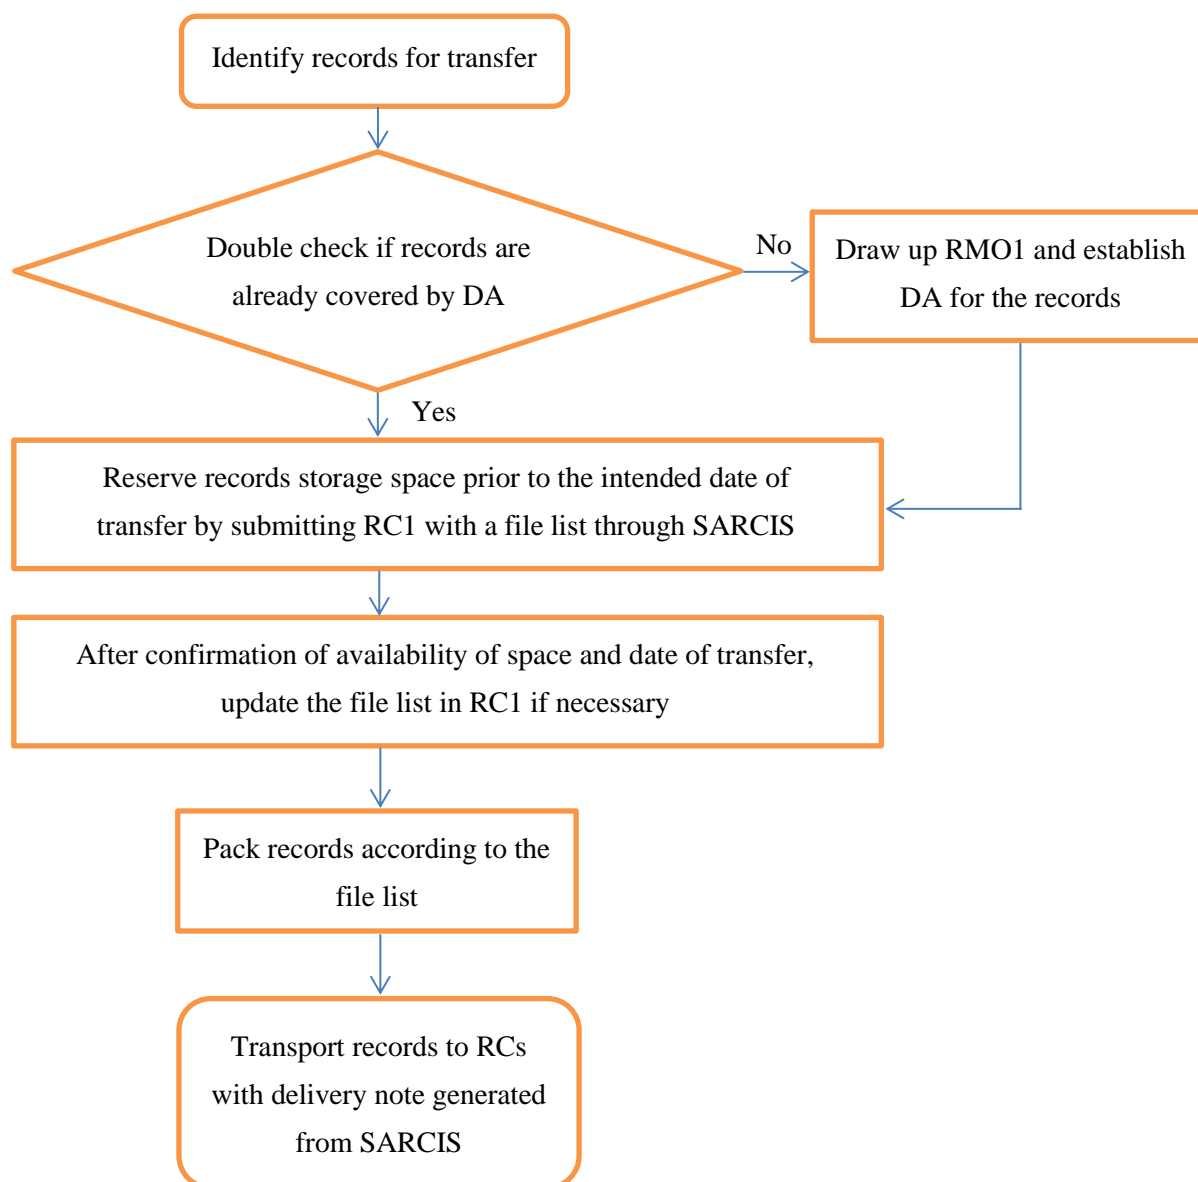 Identify records for transfer
Double check if records are
already covered by DA
No
Draw up RMO1 and establish
DA for the records
Yes
Reserve records storage space prior to the intended date of
transfer by submitting RC1 with a file list through SARCIS
After confirmation of availability of space and date of transfer,
update the file list in RC1 if necessary
Pack records according to the
file list
Transport records to RCs
with delivery note generated
from SARCIS